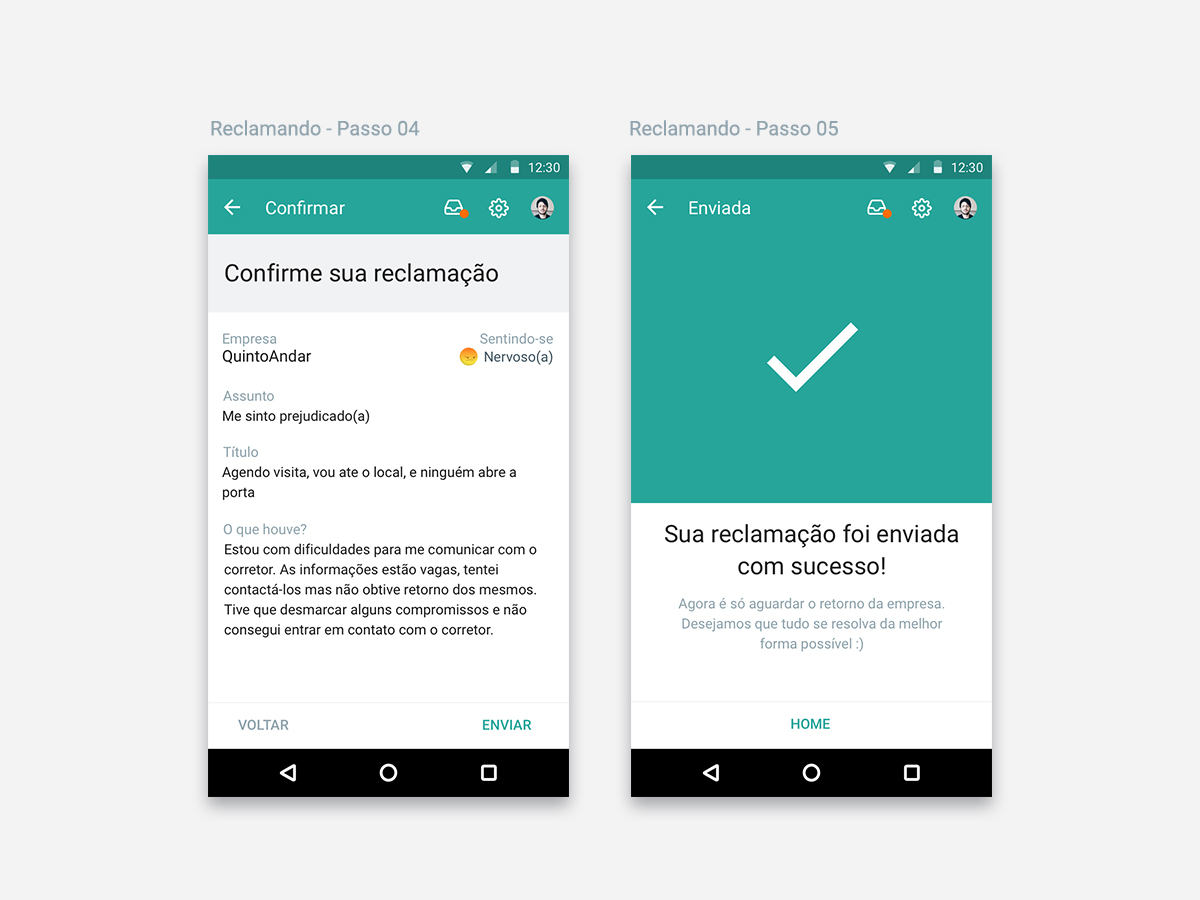 Reclamando - Passo 04
12:30
Confirmar
Confirme sua reclamação
Empresa
QuintoAndar
Sentindo-se
Nervoso(a)
Assunto
Me sinto prejudicado(a)
Título
Agendo visita, vou ate o local, e ninguém abre a
porta
O que houve?
Estou com dificuldades para me comunicar com o
corretor. As informações estão vagas, tentei
contactá-los mas não obtive retorno dos mesmos.
Tive que desmarcar alguns compromissos e não
consegui entrar em contato com o corretor.
VOLTAR
ENVIAR
Reclamando - Passo 05
12:30
Enviada
Sua reclamação foi enviada
com sucesso!
Agora é só aguardar o retorno da empresa.
Desejamos que tudo se resolva da melhor
forma possível :)
HOME